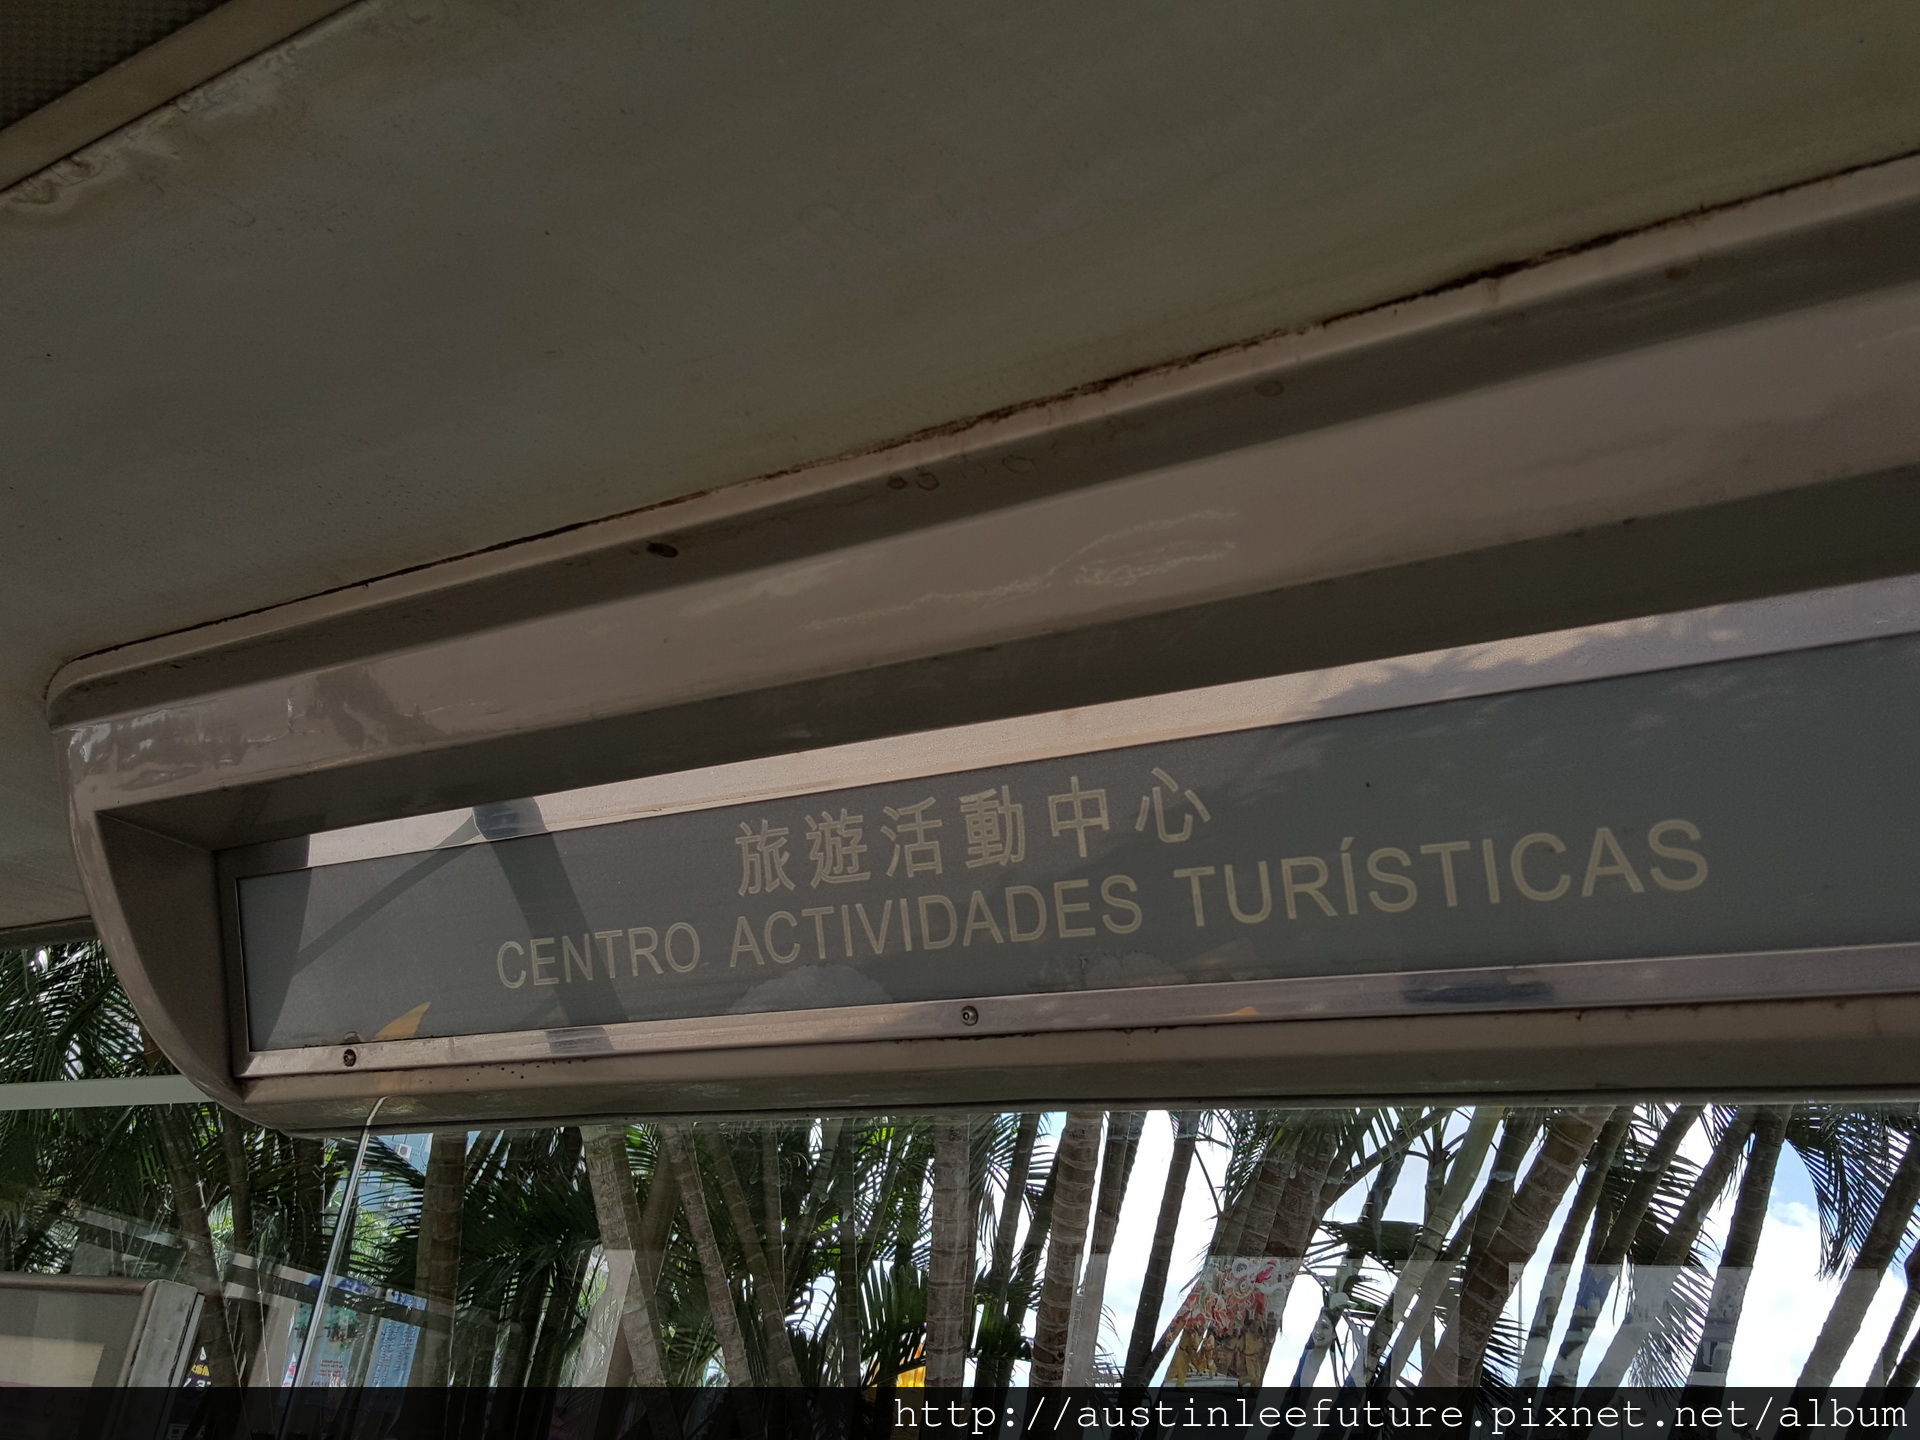 旅遊活動中心
CENTRO ACTIVIDADES TURÍSTICAS
http://austinleefuture.pixnet.net/album